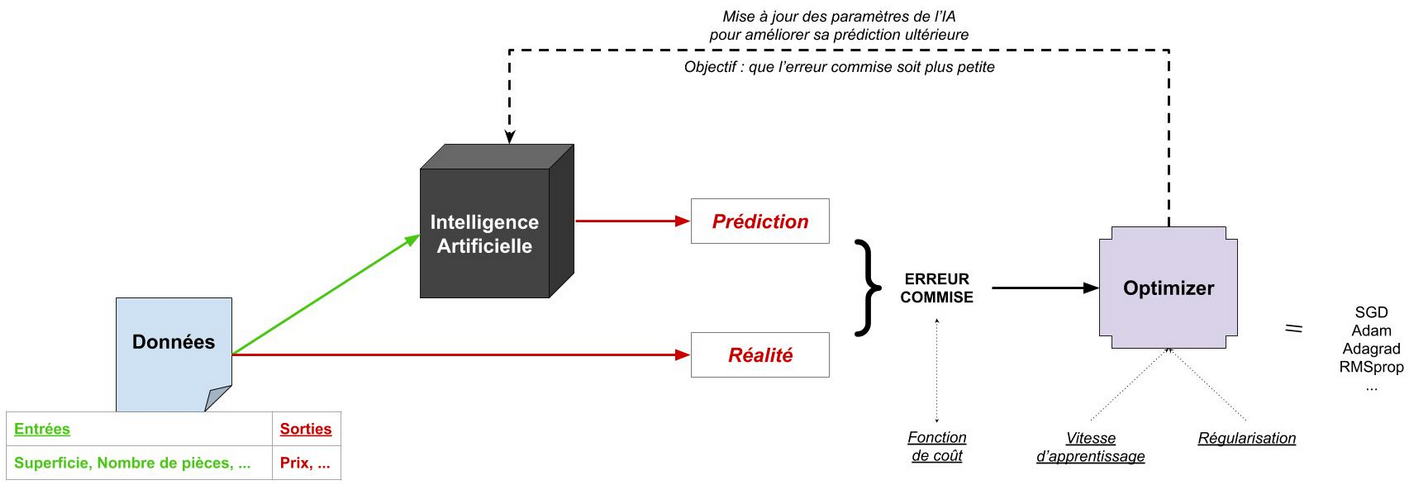 Mise à jour des paramètres de l'IA
pour améliorer sa prédiction ultérieure
Objectif : que l'erreur commise soit plus petite
Intelligence
Artificielle
Prédiction
ERREUR
COMMISE
Optimizer
Données
Réalité
=
SGD
Adam
Adagrad
RMSprop
...
Entrées
Sorties
Superficie, Nombre de pièces, ...
Prix, ...
Fonction
de coût
Vitesse
d'apprentissage
Régularisation